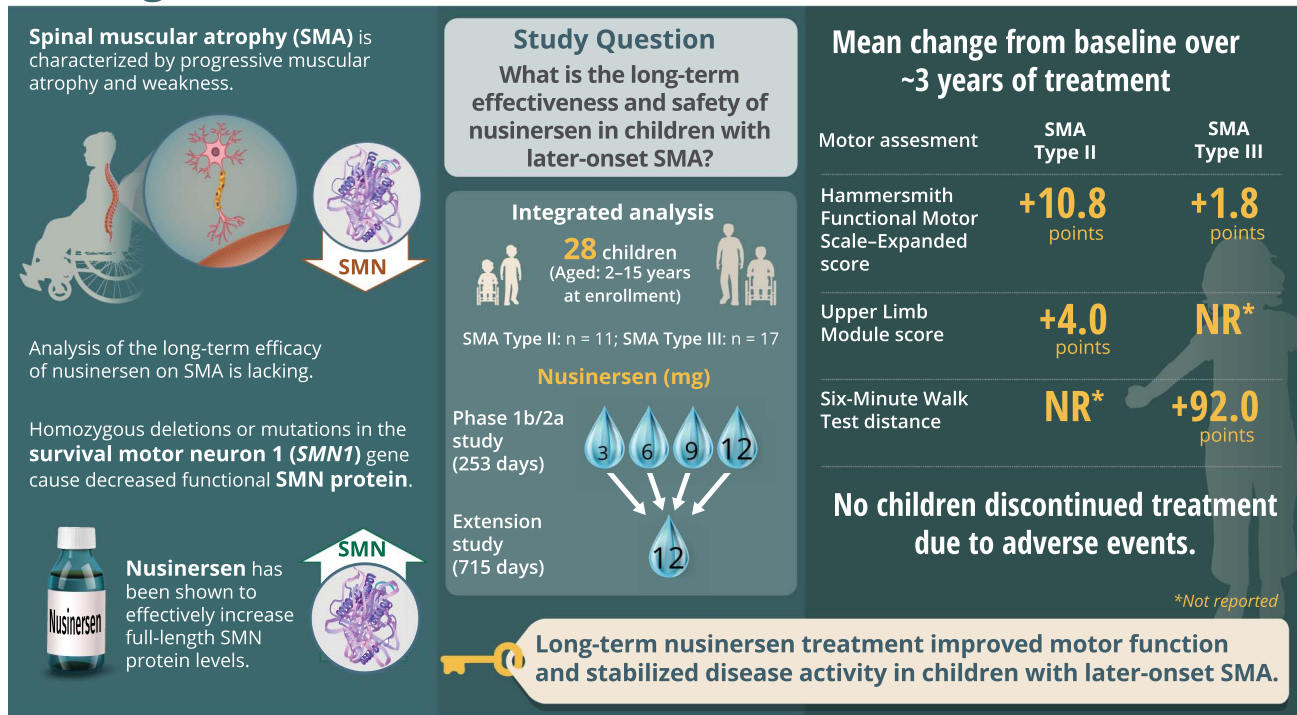 Spinal muscular atrophy (SMA) is
characterized by progressive muscular
atrophy and weakness.
SMN
Analysis of the long-term efficacy
of nusinersen on SMA is lacking.
Homozygous deletions or mutations in the
survival motor neuron 1 (SMN1) gene
cause decreased functional SMN protein.
Nusinersen
Nusinersen has
been shown to
effectively increase
full-length SMN
protein levels.
SMN
Study Question
What is the long-term
effectiveness and safety of
nusinersen in children with
later-onset SMA?
Integrated analysis
28 children
(Aged: 2–15 years
at enrollment)
SMA Type II: n = 11; SMA Type III: n = 17
Nusinersen (mg)
Phase 1b/2a
study
(253 days)
3 6 9 12
Extension
study
(715 days)
12
Mean change from baseline over
~3 years of treatment
Motor assesment
SMA
Type II
SMA
Type III
Hammersmith
Functional Motor
Scale–Expanded
score
+10.8
points
+1.8
points
Upper Limb
Module score
+4.0
points
NR*
Six-Minute Walk
Test distance
NR*
+92.0
points
No children discontinued treatment
due to adverse events.
*Not reported
Long-term nusinersen treatment improved motor function
and stabilized disease activity in children with later-onset SMA.